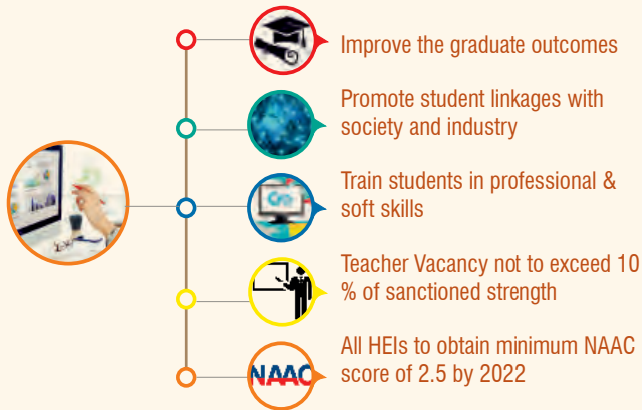 Improve the graduate outcomes
Promote student linkages with
society and industry
Train students in professional &
soft skills
Teacher Vacancy not to exceed 10
% of sanctioned strength
All HEIs to obtain minimum NAAC
score of 2.5 by 2022
NAAC